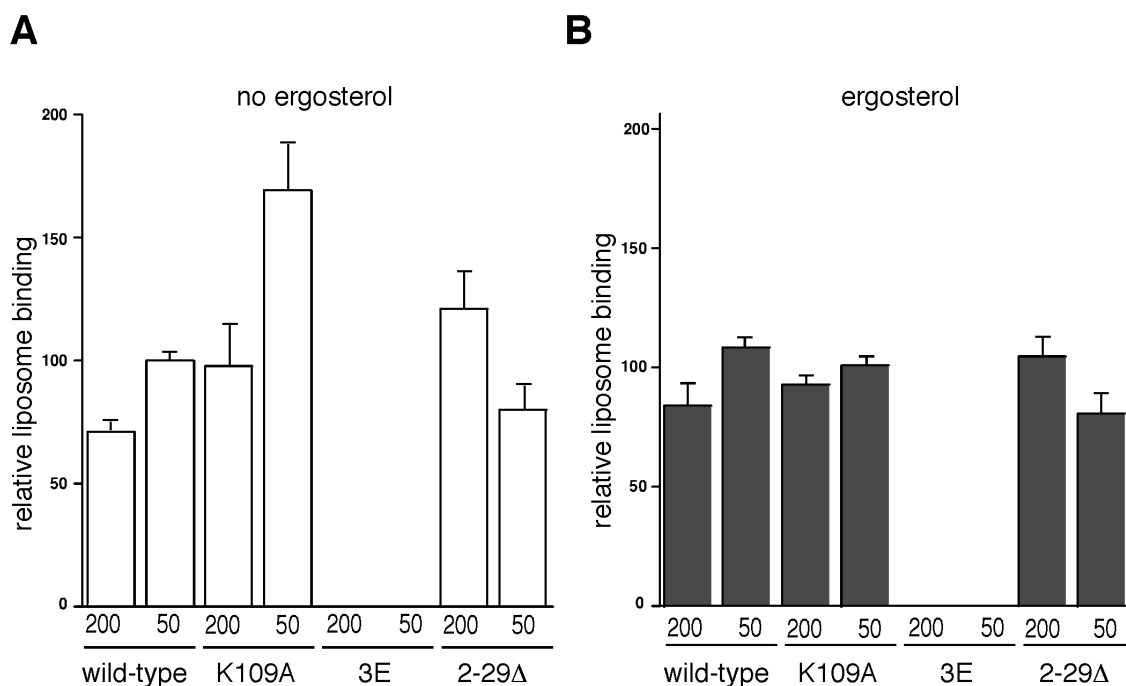 A
no ergosterol
relative liposome binding
200
150
100
50
0
200 50 200 50 200 50 200 50
wild-type K109A 3E 2-29Δ
B
ergosterol
relative liposome binding
200
150
100
50
0
200 50 200 50 200 50 200 50
wild-type K109A 3E 2-29Δ